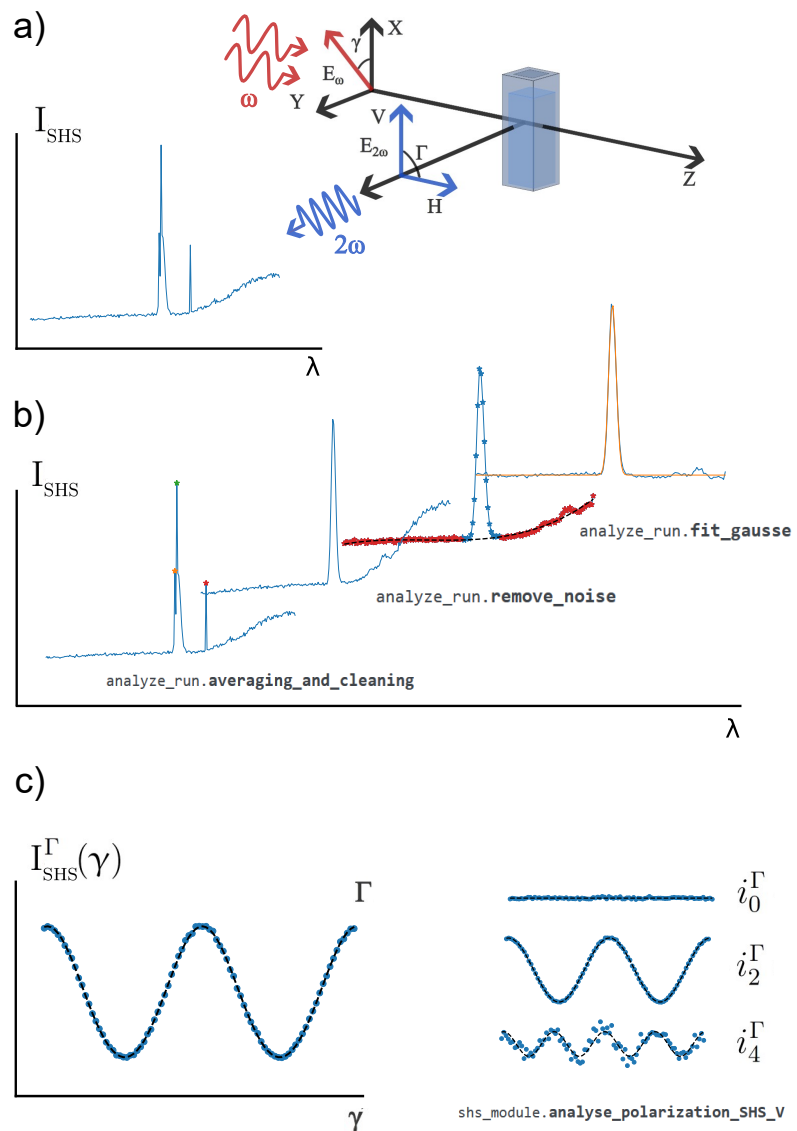 a)
X
γ
E_ω
ω
Y
V
I_SHS
E_2ω
Γ
Z
H
2ω
λ
b)
I_SHS
analyze_run.fit_gausse
analyze_run.remove_noise
analyze_run.averaging_and_cleaning
λ
c)
I^Γ_SHS(γ)
Γ
i^Γ_0
i^Γ_2
i^Γ_4
γ
shs_module.analyse_polarization_SHS_V